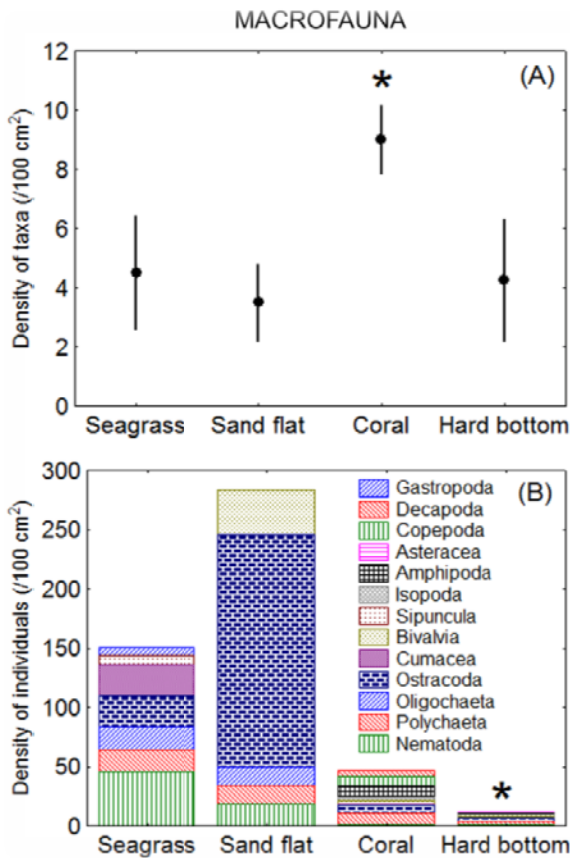 MACROFAUNA
(A)
Density of taxa (/100 cm²)
12
10
8
6
4
2
0
*
Seagrass Sand flat Coral Hard bottom
(B)
Density of individuals (/100 cm²)
300
250
200
150
100
50
0
Gastropoda
Decapoda
Copepoda
Asteracea
Amphipoda
Isopoda
Sipuncula
Bivalvia
Cumacea
Ostracoda
Oligochaeta
Polychaeta
Nematoda
*
Seagrass Sand flat Coral Hard bottom